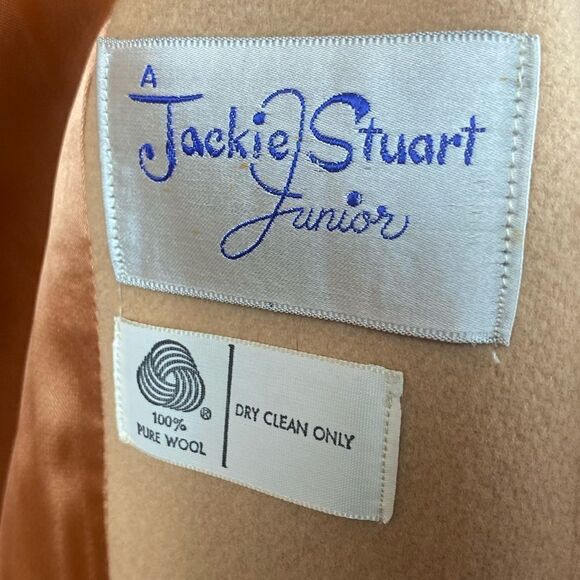 A
Jackie Stuart
Junior
100%
PURE WOOL
DRY CLEAN ONLY
®